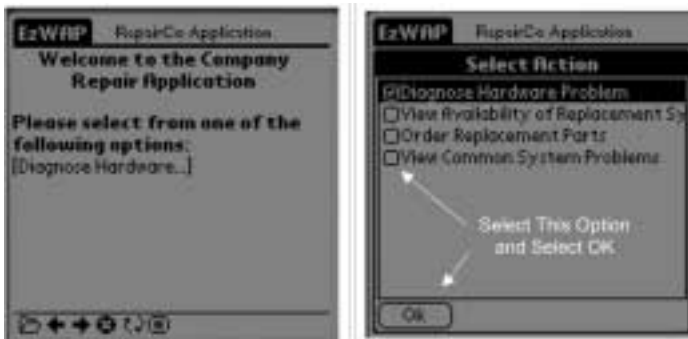 EzWAP RepairCo Application
Welcome to the Company
Repair Application
Please select from one of the
following options:
[Diagnose Hardware...]
EzWAP RepairCo Application
Select Action
Diagnose Hardware Problem
View Availability of Replacement Sy
Order Replacement Parts
View Common System Problems
Select This Option
and Select OK
Ok